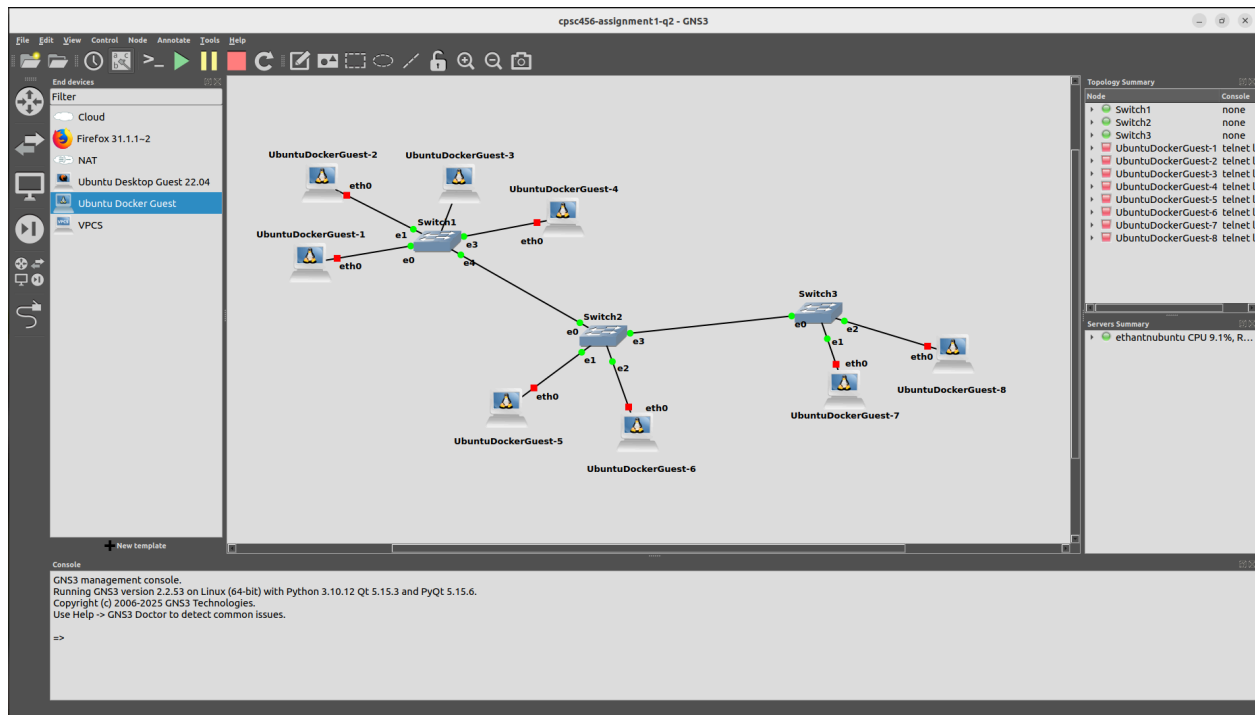 cpsc456-assignment1-q2 - GNS3
File Edit View Control Node Annotate Tools Help
End devices
Filter
Cloud
Firefox 31.1.1~2
NAT
Ubuntu Desktop Guest 22.04
Ubuntu Docker Guest
VPCS
New template
UbuntuDockerGuest-2
UbuntuDockerGuest-3
eth0
UbuntuDockerGuest-4
Switch1
e1
e3
eth0
UbuntuDockerGuest-1
e0
eth0
e4
Switch2
e0
e3
e1
e2
Switch3
e0
e2
e1
eth0
eth0
UbuntuDockerGuest-8
UbuntuDockerGuest-7
eth0
UbuntuDockerGuest-5
eth0
UbuntuDockerGuest-6
Topology Summary
Node Console
Switch1 none
Switch2 none
Switch3 none
UbuntuDockerGuest-1 telnet l
UbuntuDockerGuest-2 telnet l
UbuntuDockerGuest-3 telnet l
UbuntuDockerGuest-4 telnet l
UbuntuDockerGuest-5 telnet l
UbuntuDockerGuest-6 telnet l
UbuntuDockerGuest-7 telnet l
UbuntuDockerGuest-8 telnet l
Servers Summary
ethantnubuntu CPU 9.1%, R...
Console
GNS3 management console.
Running GNS3 version 2.2.53 on Linux (64-bit) with Python 3.10.12 Qt 5.15.3 and PyQt 5.15.6.
Copyright (c) 2006-2025 GNS3 Technologies.
Use Help -> GNS3 Doctor to detect common issues.
=>